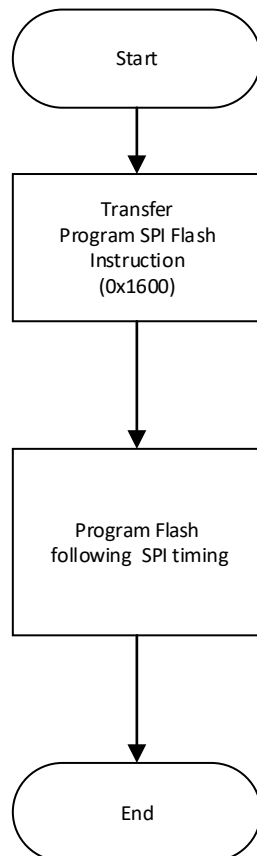 Start
Transfer
Program SPI Flash
Instruction
(0x1600)
Program Flash
following SPI timing
End